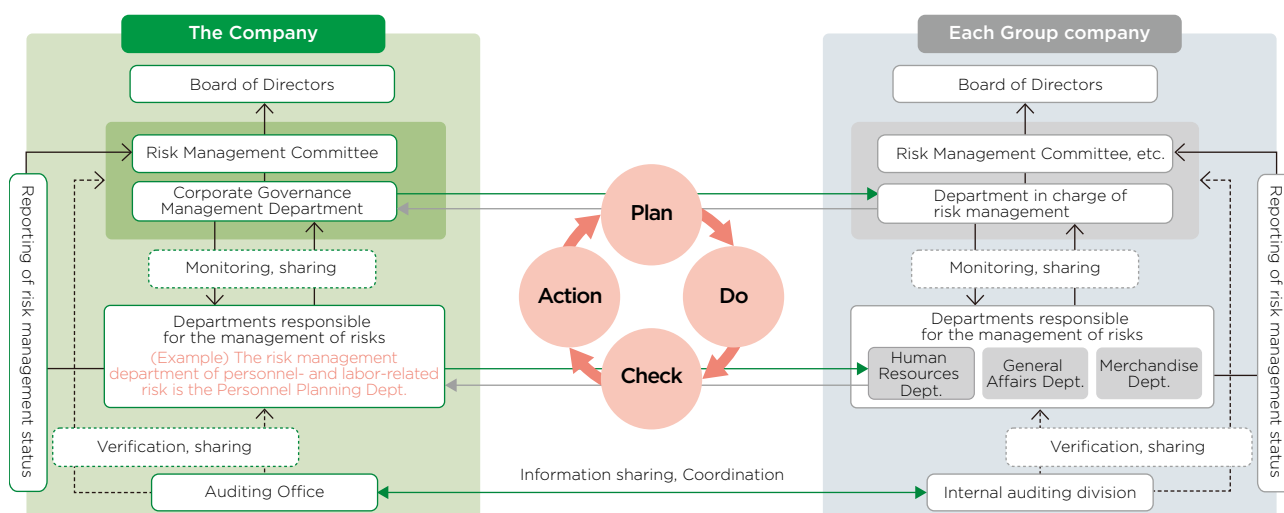 The Company
Board of Directors
Risk Management Committee
Corporate Governance
Management Department
Monitoring, sharing
Departments responsible
for the management of risks
(Example) The risk management
department of personnel- and labor-related
risk is the Personnel Planning Dept.
Verification, sharing
Auditing Office
Reporting of risk management status
Plan
Do
Check
Action
Information sharing, Coordination
Each Group company
Board of Directors
Risk Management Committee, etc.
Department in charge
of risk management
Monitoring, sharing
Departments responsible
for the management of risks
Human
Resources
Dept.
General
Affairs Dept.
Merchandise
Dept.
Verification, sharing
Internal auditing division
Reporting of risk management status